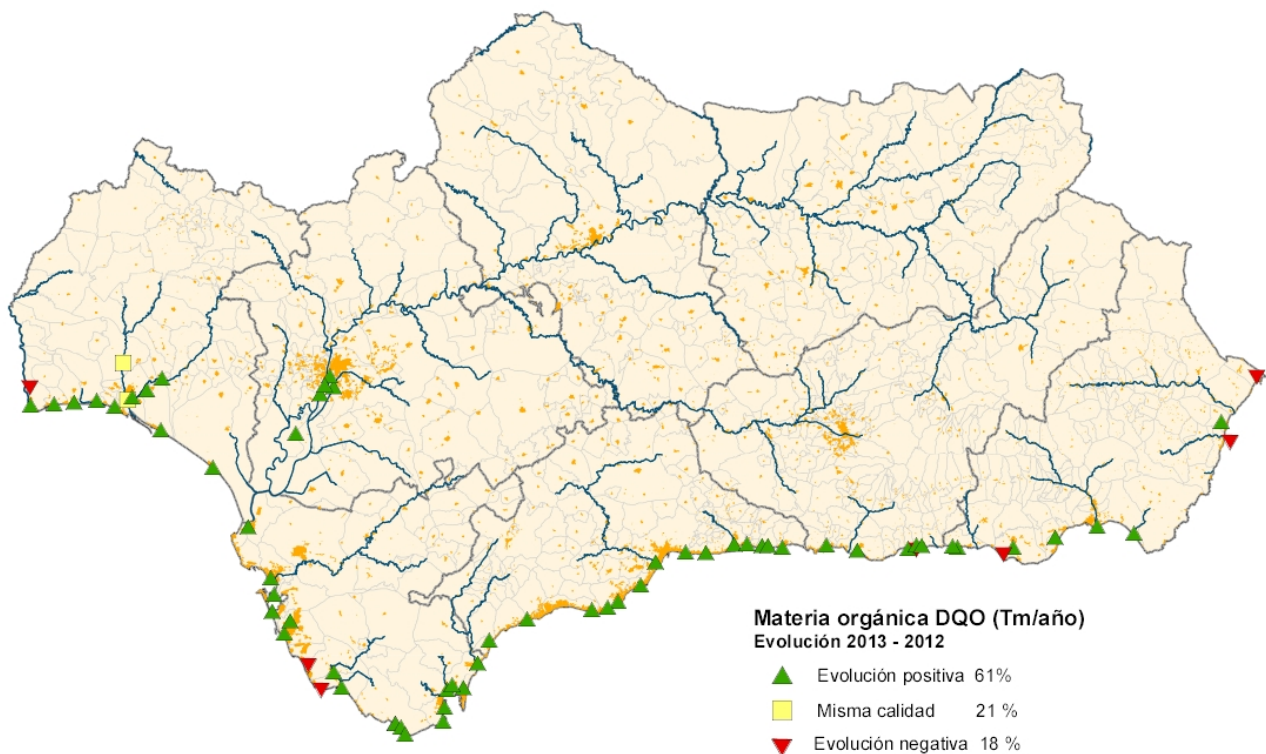 Materia orgánica DQO (Tm/año)
Evolución 2013 - 2012
Evolución positiva 61%
Misma calidad 21 %
Evolución negativa 18 %